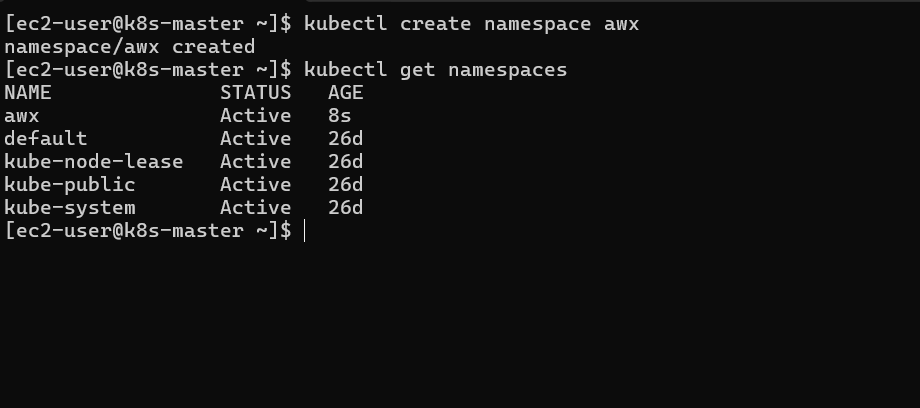 [ec2-user@k8s-master ~]$ kubectl create namespace awx
namespace/awx created
[ec2-user@k8s-master ~]$ kubectl get namespaces
NAME              STATUS   AGE
awx               Active   8s
default           Active   26d
kube-node-lease   Active   26d
kube-public       Active   26d
kube-system       Active   26d
[ec2-user@k8s-master ~]$